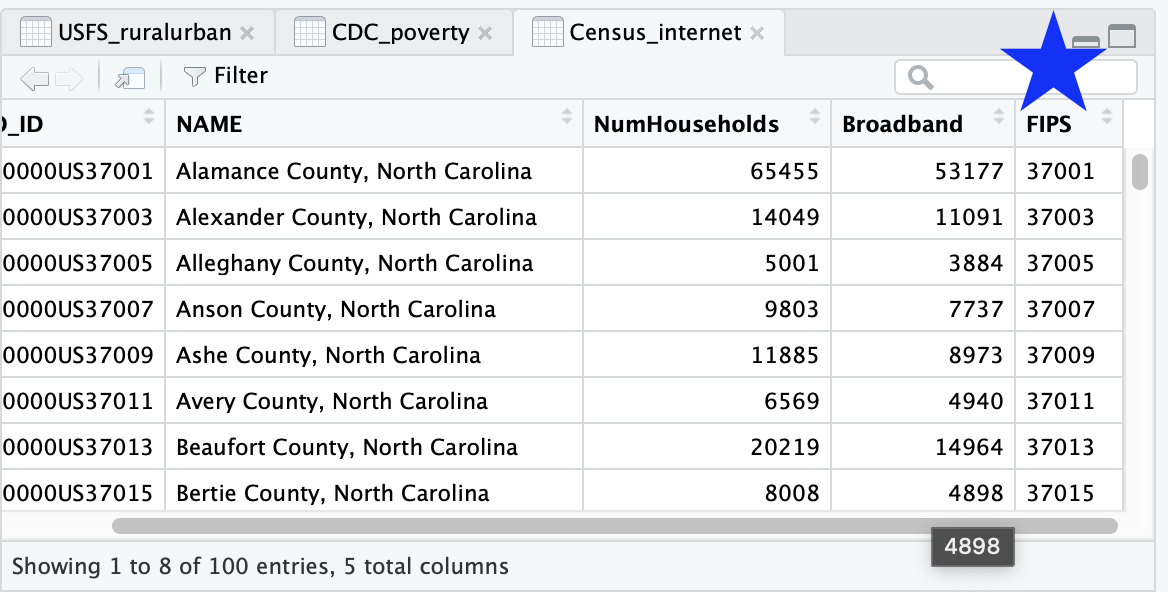 USFS_ruralurban CDC_poverty Census_internet
Filter
_ID NAME NumHouseholds Broadband FIPS
0000US37001 Alamance County, North Carolina 65455 53177 37001
0000US37003 Alexander County, North Carolina 14049 11091 37003
0000US37005 Alleghany County, North Carolina 5001 3884 37005
0000US37007 Anson County, North Carolina 9803 7737 37007
0000US37009 Ashe County, North Carolina 11885 8973 37009
0000US37011 Avery County, North Carolina 6569 4940 37011
0000US37013 Beaufort County, North Carolina 20219 14964 37013
0000US37015 Bertie County, North Carolina 8008 4898 37015
4898
Showing 1 to 8 of 100 entries, 5 total columns